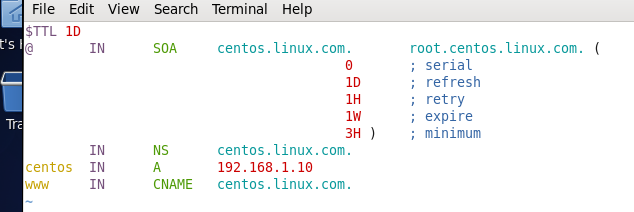 File Edit View Search Terminal Help
$TTL 1D
@ IN SOA centos.linux.com. root.centos.linux.com. (
0 ; serial
1D ; refresh
1H ; retry
1W ; expire
3H ) ; minimum
IN NS centos.linux.com.
centos IN A 192.168.1.10
www IN CNAME centos.linux.com.
~